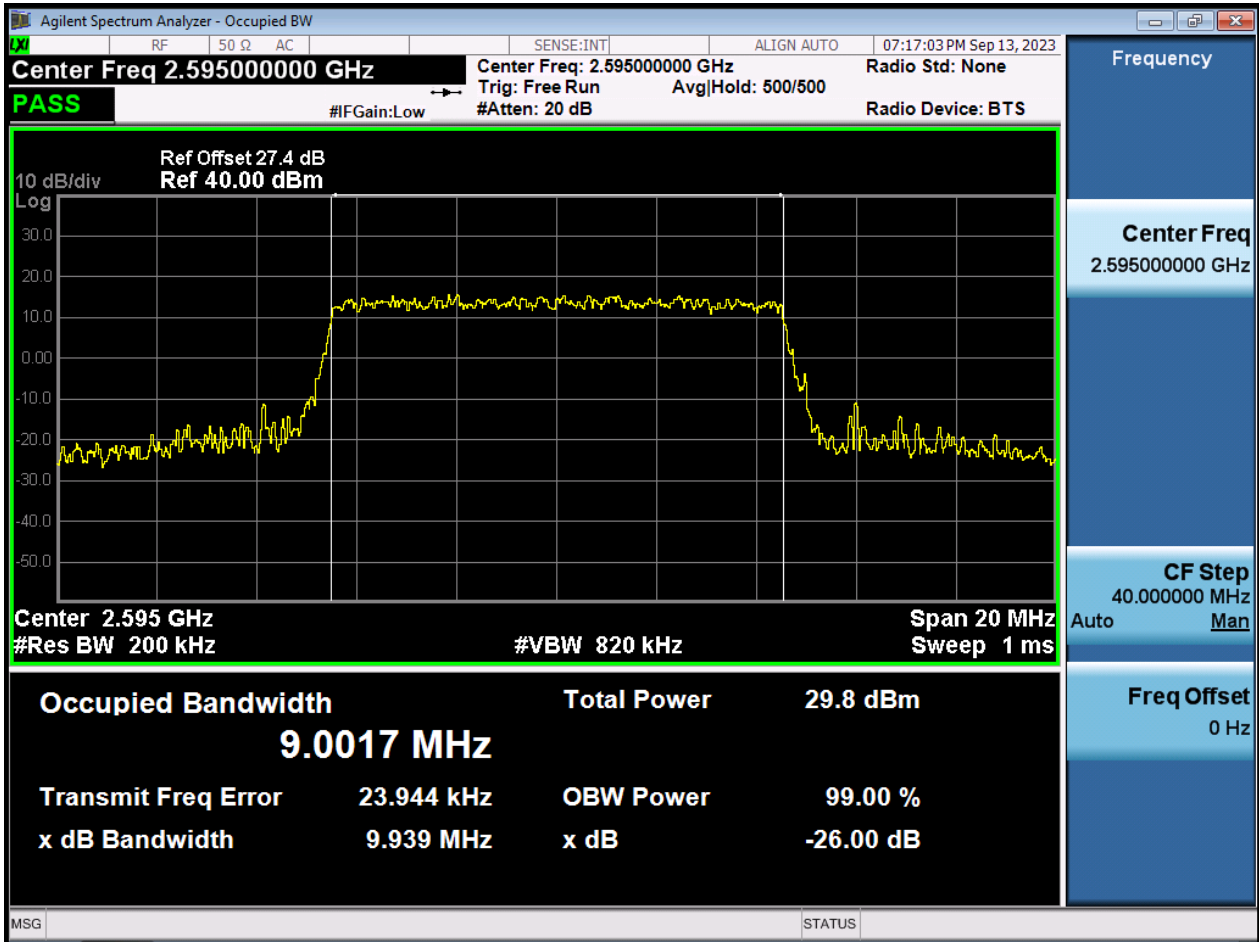 Agilent Spectrum Analyzer - Occupied BW
LXI RF 50 Ω AC SENSE:INT ALIGN AUTO 07:17:03 PM Sep 13, 2023
Center Freq 2.595000000 GHz
PASS
#IFGain:Low
Center Freq: 2.595000000 GHz
Trig: Free Run Avg|Hold: 500/500
#Atten: 20 dB
Radio Std: None
Radio Device: BTS
Ref Offset 27.4 dB
10 dB/div Ref 40.00 dBm
Log
30.0
20.0
10.0
0.00
-10.0
-20.0
-30.0
-40.0
-50.0
Center 2.595 GHz Span 20 MHz
#Res BW 200 kHz #VBW 820 kHz Sweep 1 ms
Occupied Bandwidth Total Power 29.8 dBm
9.0017 MHz
Transmit Freq Error 23.944 kHz OBW Power 99.00 %
x dB Bandwidth 9.939 MHz x dB -26.00 dB
MSG STATUS
Frequency
Center Freq
2.595000000 GHz
CF Step
40.000000 MHz
Auto Man
Freq Offset
0 Hz